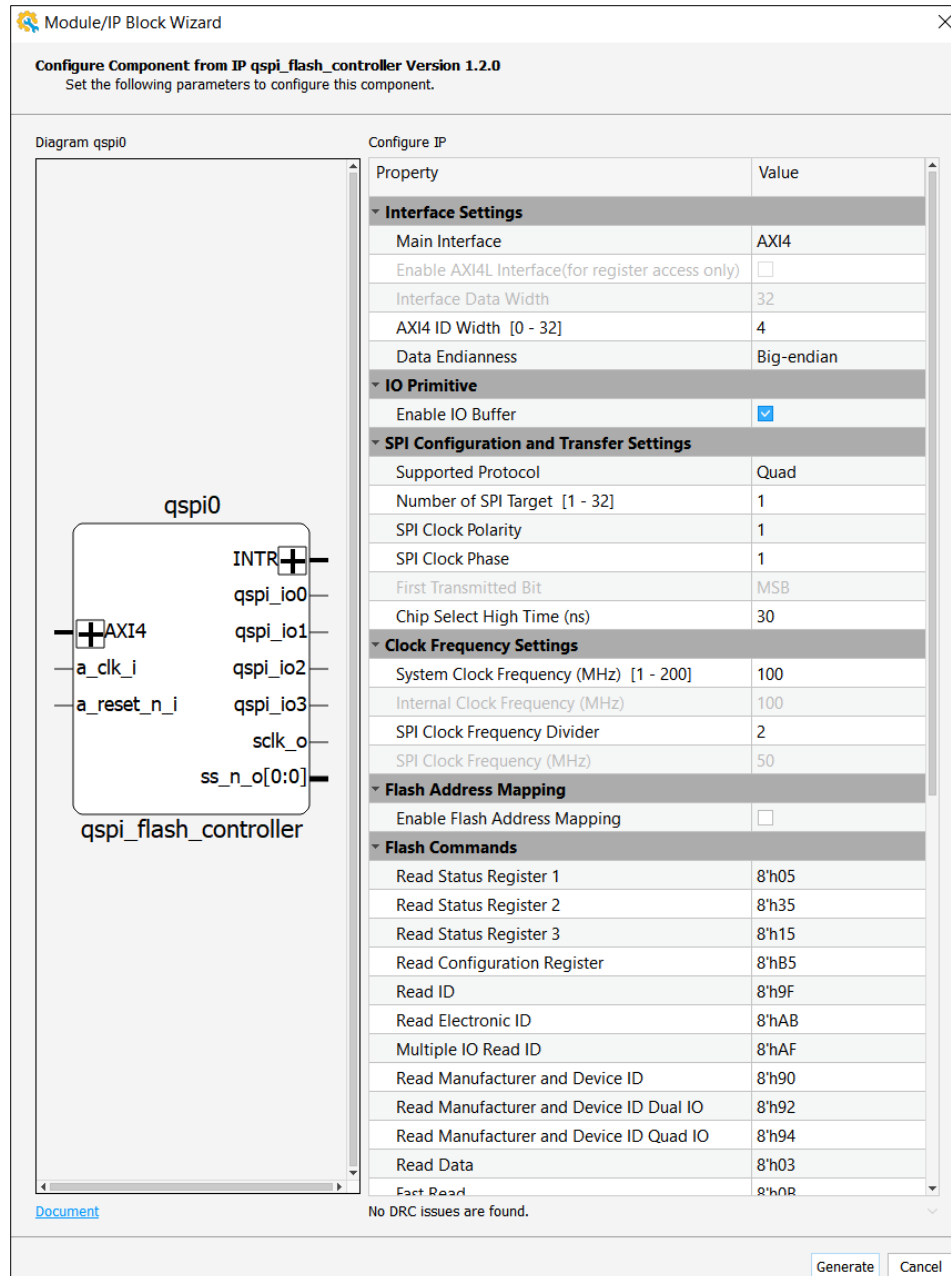 Module/IP Block Wizard
Configure Component from IP qspi_flash_controller Version 1.2.0
Set the following parameters to configure this component.
Diagram qspi0
Configure IP
Property Value
Interface Settings
Main Interface AXI4
Enable AXI4L Interface(for register access only)
Interface Data Width 32
AXI4 ID Width [0 - 32] 4
Data Endianness Big-endian
IO Primitive
Enable IO Buffer
SPI Configuration and Transfer Settings
Supported Protocol Quad
Number of SPI Target [1 - 32] 1
SPI Clock Polarity 1
SPI Clock Phase 1
First Transmitted Bit MSB
Chip Select High Time (ns) 30
Clock Frequency Settings
System Clock Frequency (MHz) [1 - 200] 100
Internal Clock Frequency (MHz) 100
SPI Clock Frequency Divider 2
SPI Clock Frequency (MHz) 50
Flash Address Mapping
Enable Flash Address Mapping
Flash Commands
Read Status Register 1 8'h05
Read Status Register 2 8'h35
Read Status Register 3 8'h15
Read Configuration Register 8'hB5
Read ID 8'h9F
Read Electronic ID 8'hAB
Multiple IO Read ID 8'hAF
Read Manufacturer and Device ID 8'h90
Read Manufacturer and Device ID Dual IO 8'h92
Read Manufacturer and Device ID Quad IO 8'h94
Read Data 8'h03
Fast Read 8'h0B
qspi0
INTR
qspi_io0
AXI4 qspi_io1
a_clk_i qspi_io2
a_reset_n_i qspi_io3
sclk_o
ss_n_o[0:0]
qspi_flash_controller
Document
No DRC issues are found.
Generate Cancel